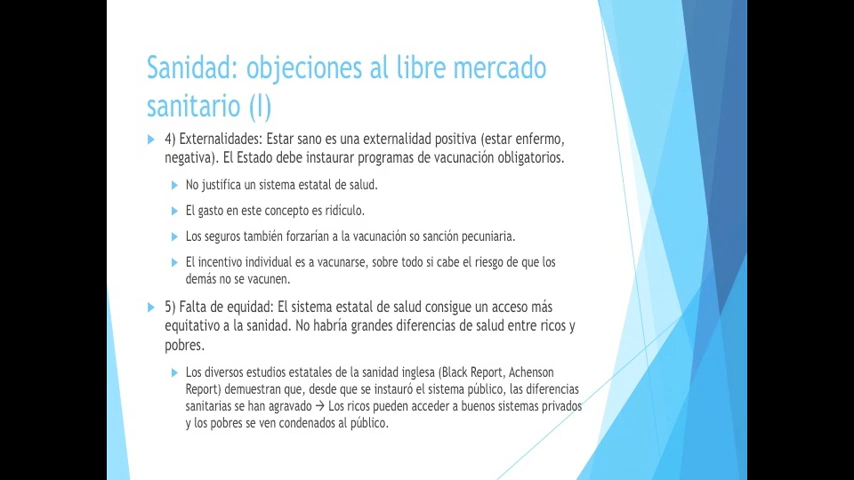 Sanidad: objeciones al libre mercado
sanitario (I)
4) Externalidades: Estar sano es una externalidad positiva (estar enfermo,
negativa). El Estado debe instaurar programas de vacunación obligatorios.
No justifica un sistema estatal de salud.
El gasto en este concepto es ridículo.
Los seguros también forzarían a la vacunación so sanción pecuniaria.
El incentivo individual es a vacunarse, sobre todo si cabe el riesgo de que los
demás no se vacunen.
5) Falta de equidad: El sistema estatal de salud consigue un acceso más
equitativo a la sanidad. No habría grandes diferencias de salud entre ricos y
pobres.
Los diversos estudios estatales de la sanidad inglesa (Black Report, Achenson
Report) demuestran que, desde que se instauró el sistema público, las diferencias
sanitarias se han agravado → Los ricos pueden acceder a buenos sistemas privados
y los pobres se ven condenados al público.